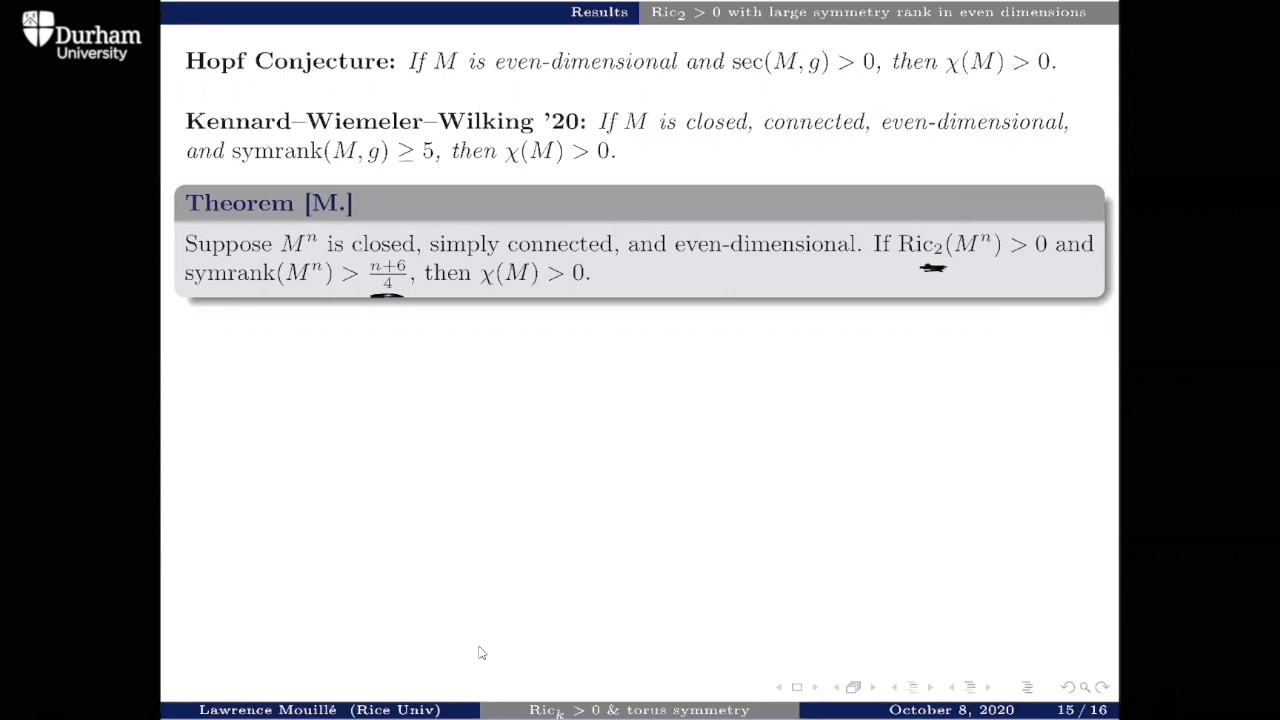 Durham
University
Results Ric₂ > 0 with large symmetry rank in even dimensions
Hopf Conjecture: If M is even-dimensional and sec(M, g) > 0, then χ(M) > 0.
Kennard–Wiemeler–Wilking '20: If M is closed, connected, even-dimensional,
and symrank(M, g) ≥ 5, then χ(M) > 0.
Theorem [M.]
Suppose Mⁿ is closed, simply connected, and even-dimensional. If Ric₂(Mⁿ) > 0 and
symrank(Mⁿ) > (n+6)/4, then χ(M) > 0.
Lawrence Mouillé (Rice Univ) Ricₖ > 0 & torus symmetry October 8, 2020 15 / 16